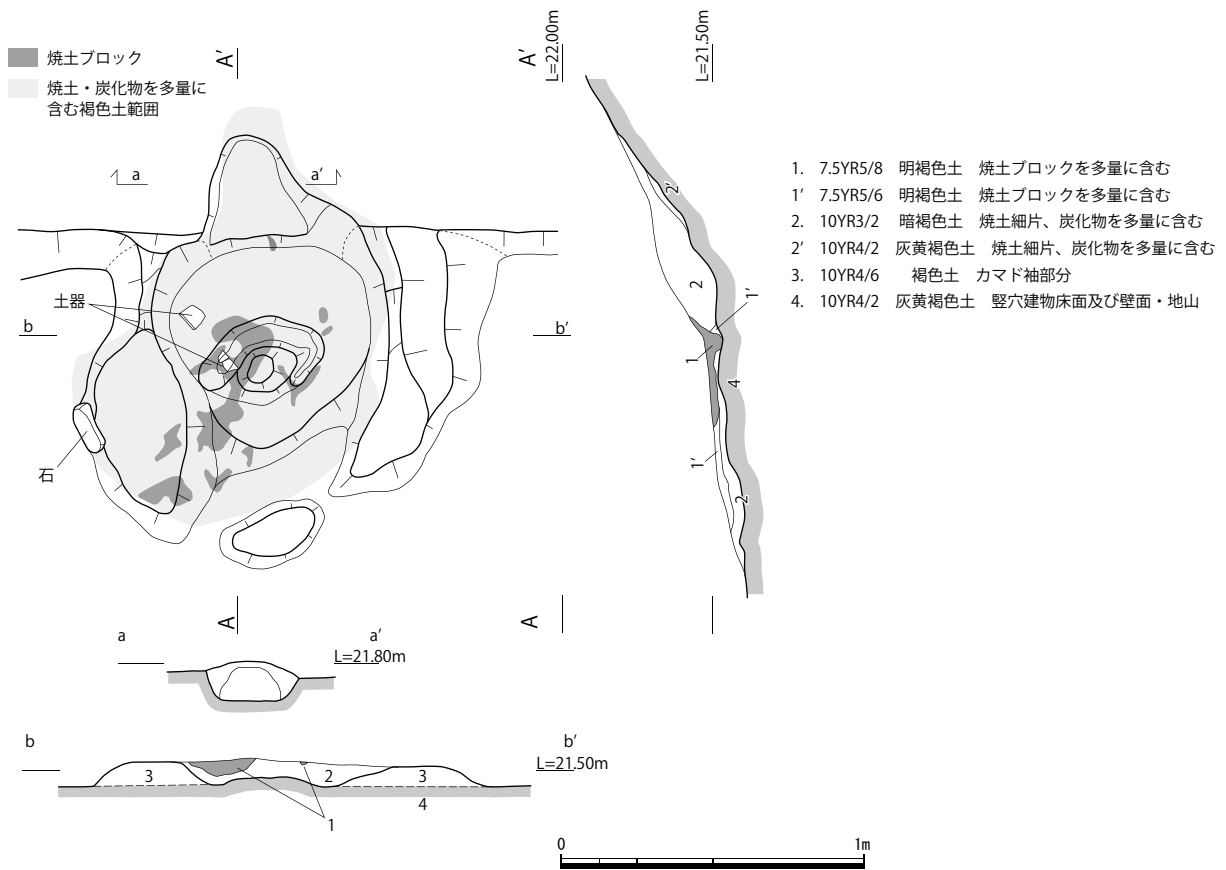 焼土ブロック
焼土・炭化物を多量に
含む褐色土範囲
A′
A′
L=22.00m
L=21.50m
a
a′
土器
b
b′
石
A
A
2′
2
1′
1
4
1′
2
1. 7.5YR5/8 明褐色土 焼土ブロックを多量に含む
1′ 7.5YR5/6 明褐色土 焼土ブロックを多量に含む
2. 10YR3/2 暗褐色土 焼土細片、炭化物を多量に含む
2′ 10YR4/2 灰黄褐色土 焼土細片、炭化物を多量に含む
3. 10YR4/6 褐色土 カマド袖部分
4. 10YR4/2 灰黄褐色土 竪穴建物床面及び壁面・地山
a
a′
L=21.80m
b
b′
L=21.50m
3
2
3
4
1
0
1m